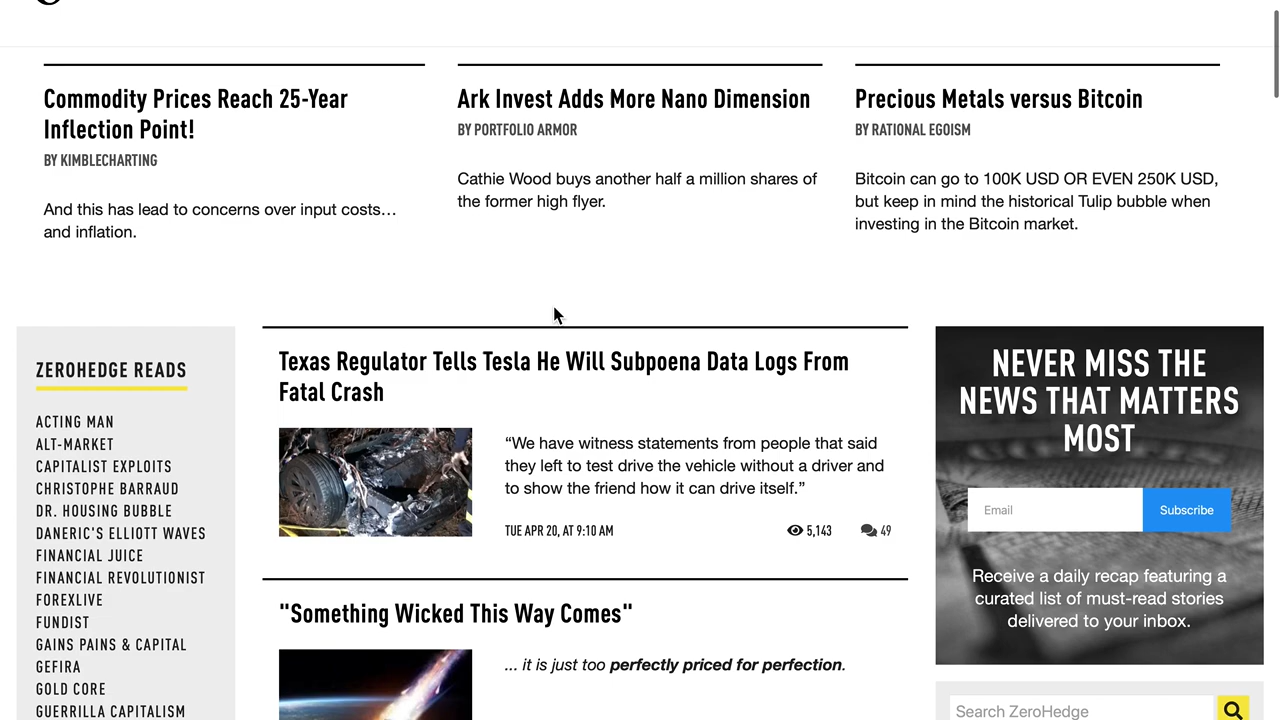 Commodity Prices Reach 25-Year
Inflection Point!
BY KIMBLECHARTING
And this has lead to concerns over input costs…
and inflation.
Ark Invest Adds More Nano Dimension
BY PORTFOLIO ARMOR
Cathie Wood buys another half a million shares of
the former high flyer.
Precious Metals versus Bitcoin
BY RATIONAL EGOISM
Bitcoin can go to 100K USD OR EVEN 250K USD,
but keep in mind the historical Tulip bubble when
investing in the Bitcoin market.
ZEROHEDGE READS
ACTING MAN
ALT-MARKET
CAPITALIST EXPLOITS
CHRISTOPHE BARRAUD
DR. HOUSING BUBBLE
DANERIC'S ELLIOTT WAVES
FINANCIAL JUICE
FINANCIAL REVOLUTIONIST
FOREXLIVE
FUNDIST
GAINS PAINS & CAPITAL
GEFIRA
GOLD CORE
GUERRILLA CAPITALISM
Texas Regulator Tells Tesla He Will Subpoena Data Logs From
Fatal Crash
“We have witness statements from people that said
they left to test drive the vehicle without a driver and
to show the friend how it can drive itself.”
TUE APR 20, AT 9:10 AM
5,143
49
"Something Wicked This Way Comes"
... it is just too perfectly priced for perfection.
NEVER MISS THE
NEWS THAT MATTERS
MOST
Email
Subscribe
Receive a daily recap featuring a
curated list of must-read stories
delivered to your inbox.
Search ZeroHedge